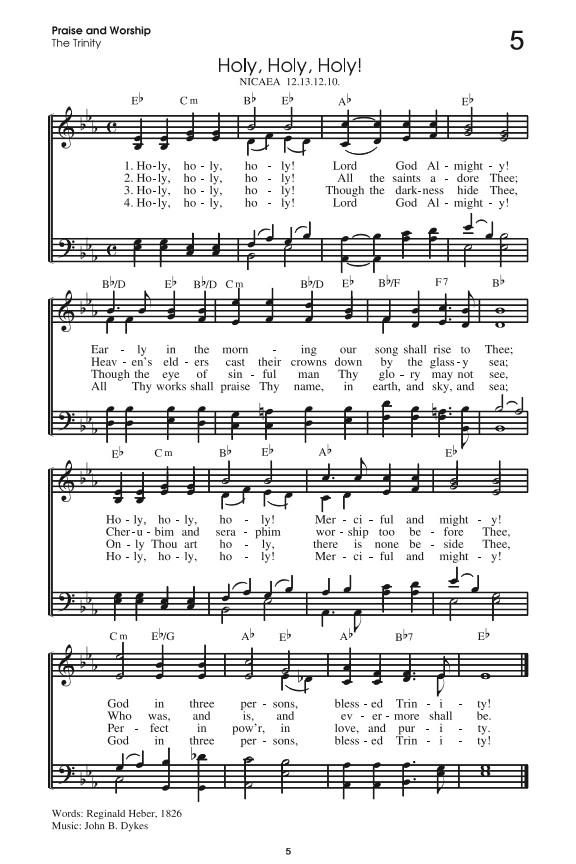 Praise and Worship
The Trinity
5
Holy, Holy, Holy!
NICAEA 12.13.12.10.
E♭ Cm B♭ E♭ A♭ E♭
1. Ho-ly, ho - ly, ho - ly! Lord God Al - might - y!
2. Ho-ly, ho - ly, ho - ly! All the saints a - dore Thee;
3. Ho-ly, ho - ly, ho - ly! Though the dark-ness hide Thee,
4. Ho-ly, ho - ly, ho - ly! Lord God Al - might - y!
B♭/D E♭ B♭/D Cm B♭/D E♭ B♭/F F7 B♭
Ear - ly in the morn - ing our song shall rise to Thee;
Heav - en's eld - ers cast their crowns down by the glass - y sea;
Though the eye of sin - ful man Thy glo - ry may not see,
All Thy works shall praise Thy name, in earth, and sky, and sea;
E♭ Cm B♭ E♭ A♭ E♭
Ho - ly, ho - ly, ho - ly! Mer - ci - ful and might - y!
Cher - u - bim and sera - phim wor - ship too be - fore Thee,
On - ly Thou art ho - ly, there is none be - side Thee,
Ho - ly, ho - ly, ho - ly! Mer - ci - ful and might - y!
Cm E♭/G A♭ E♭ A♭ B♭7 E♭
God in three per - sons, bless - ed Trin - i - ty!
Who was, and is, and ev - er - more shall be.
Per - fect in pow'r, in love, and pur - i - ty.
God in three per - sons, bless - ed Trin - i - ty!
Words: Reginald Heber, 1826
Music: John B. Dykes
5